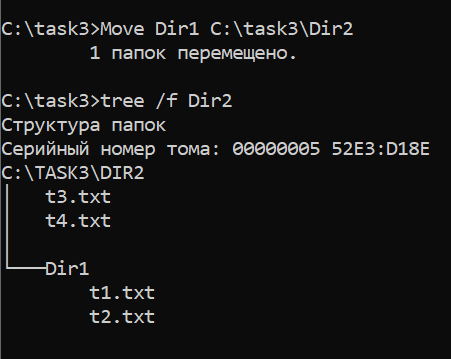 C:\task3>Move Dir1 C:\task3\Dir2
1 папок перемещено.
C:\task3>tree /f Dir2
Структура папок
Серийный номер тома: 00000005 52E3:D18E
C:\TASK3\DIR2
│   t3.txt
│   t4.txt
│
└───Dir1
t1.txt
t2.txt